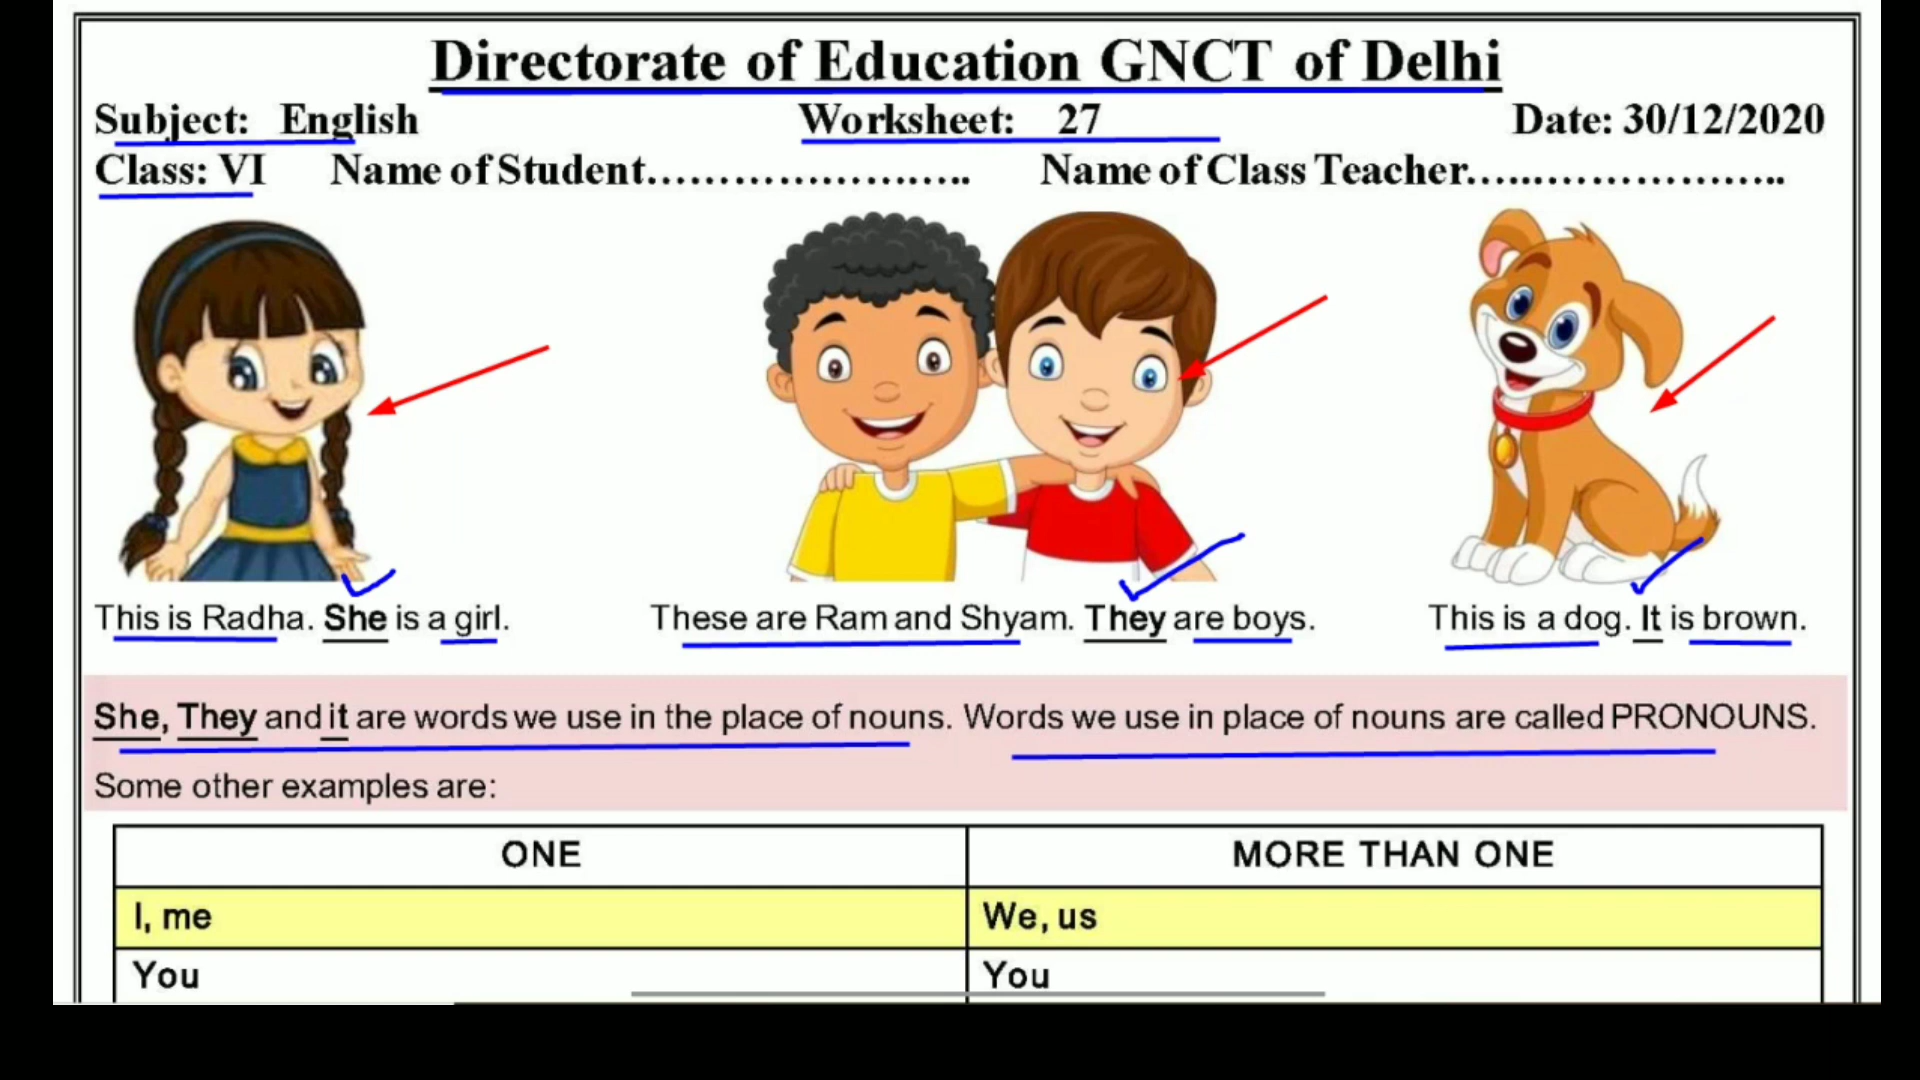 Directorate of Education GNCT of Delhi
Subject: English Worksheet: 27 Date: 30/12/2020
Class: VI Name of Student........................ Name of Class Teacher........................
This is Radha. She is a girl. These are Ram and Shyam. They are boys. This is a dog. It is brown.
She, They and it are words we use in the place of nouns. Words we use in place of nouns are called PRONOUNS.
Some other examples are:
ONE MORE THAN ONE
I, me We, us
You You